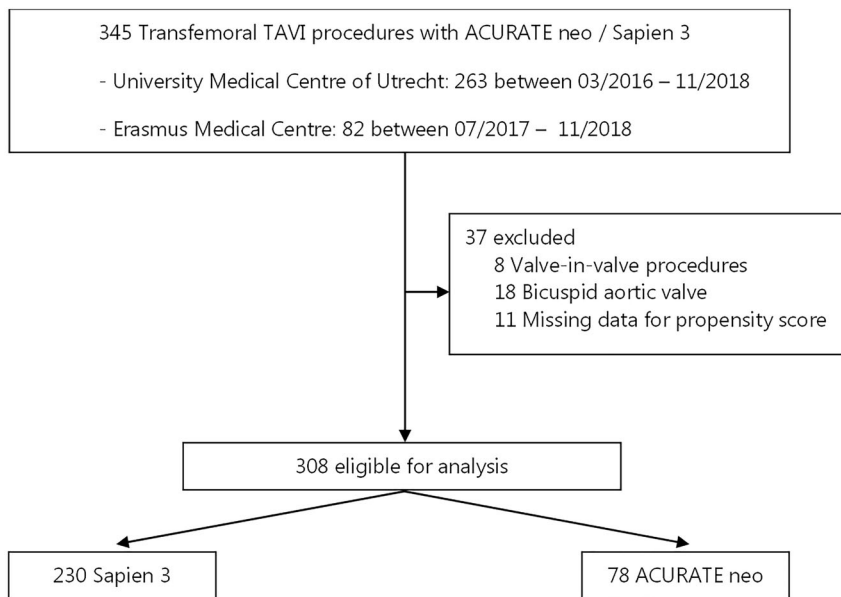 345 Transfemoral TAVI procedures with ACURATE neo / Sapien 3
- University Medical Centre of Utrecht: 263 between 03/2016 – 11/2018
- Erasmus Medical Centre: 82 between 07/2017 – 11/2018
37 excluded
8 Valve-in-valve procedures
18 Bicuspid aortic valve
11 Missing data for propensity score
308 eligible for analysis
230 Sapien 3
78 ACURATE neo